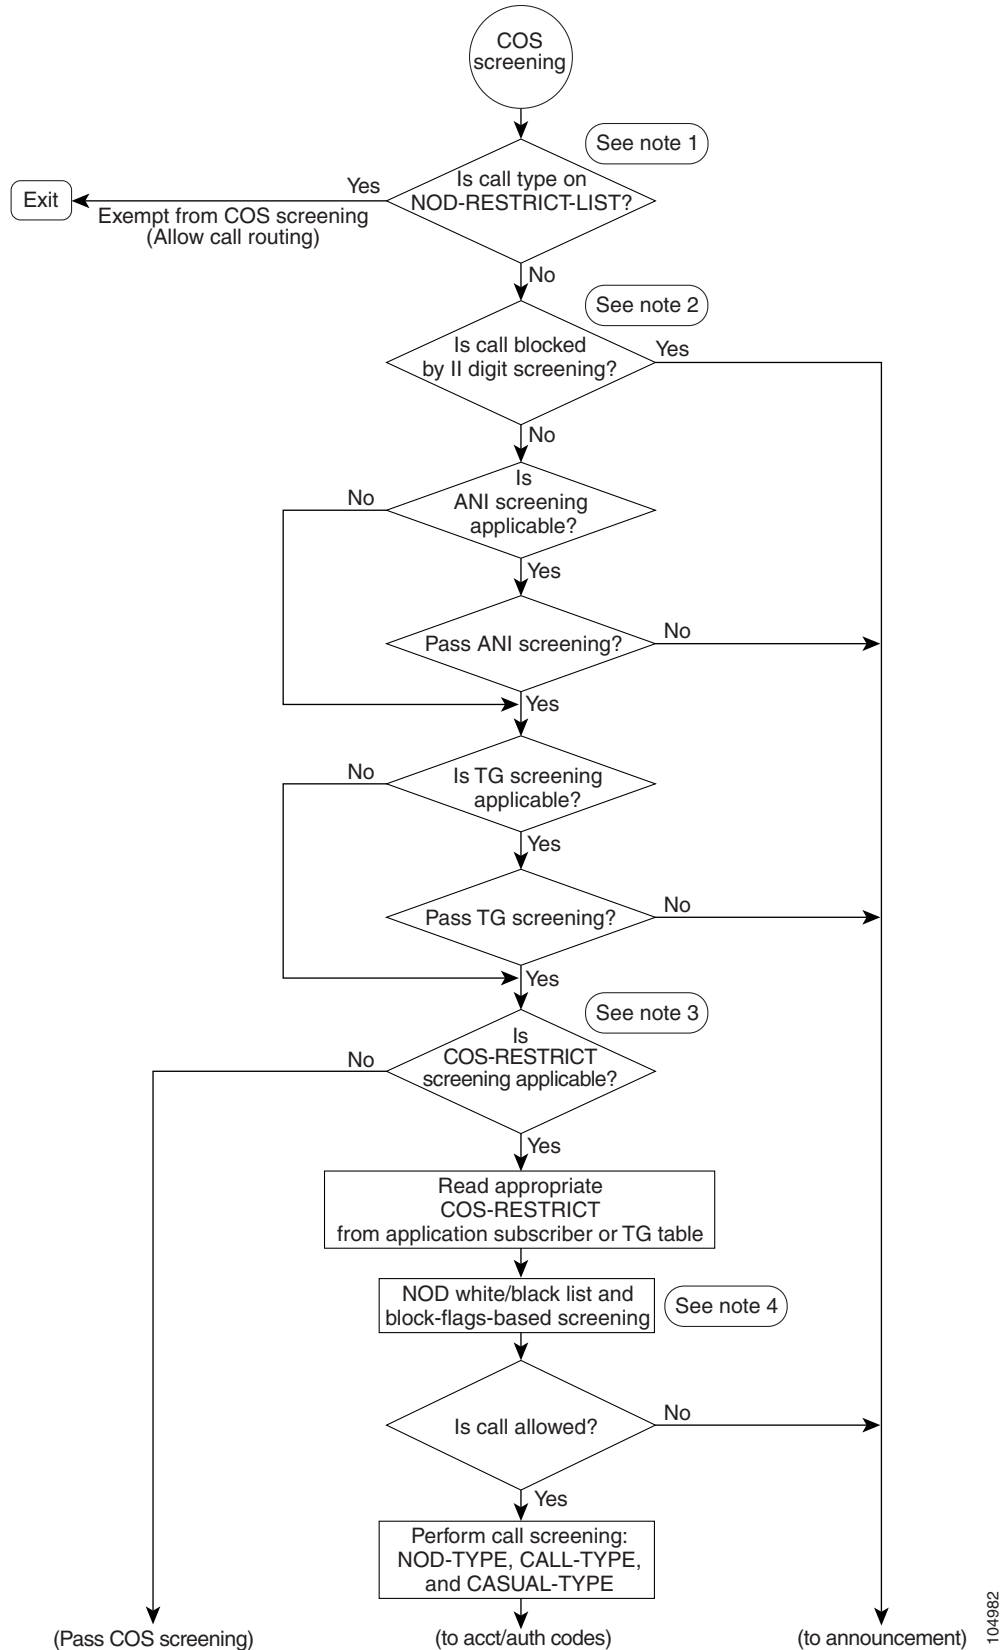 COS
screening
See note 1
Is call type on
NOD-RESTRICT-LIST?
Yes
Exit
Exempt from COS screening
(Allow call routing)
No
See note 2
Is call blocked
by II digit screening?
Yes
No
Is
ANI screening
applicable?
No
Yes
Pass ANI screening?
No
Yes
Is TG screening
applicable?
No
Yes
Pass TG screening?
No
Yes
See note 3
Is
COS-RESTRICT
screening applicable?
No
Yes
Read appropriate
COS-RESTRICT
from application subscriber or TG table
NOD white/black list and
block-flags-based screening
See note 4
Is call allowed?
No
Yes
Perform call screening:
NOD-TYPE, CALL-TYPE,
and CASUAL-TYPE
(Pass COS screening)
(to acct/auth codes)
(to announcement)
104982